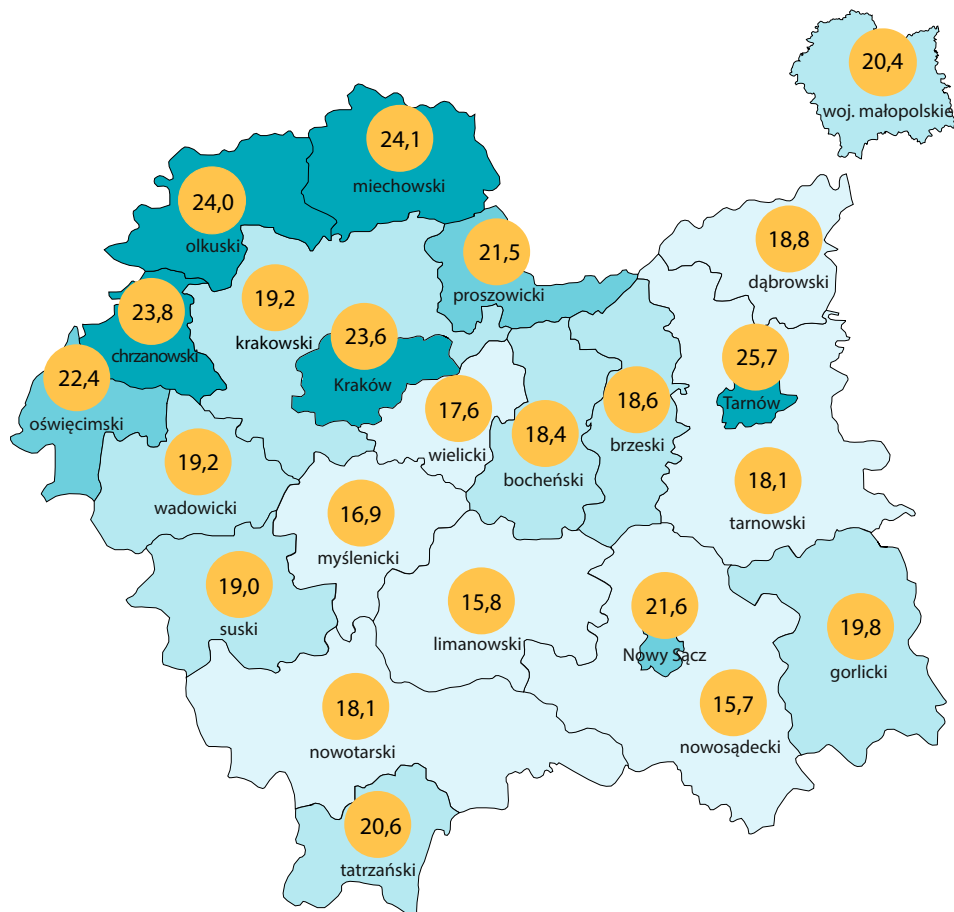 20,4
woj. małopolskie
24,1
miechowski
24,0
olkuski
18,8
dąbrowski
21,5
proszowicki
19,2
krakowski
23,8
chrzanowski
23,6
Kraków
25,7
Tarnów
22,4
oświęcimski
17,6
wielicki
18,6
brzeski
18,4
bocheński
19,2
wadowicki
18,1
tarnowski
16,9
myślenicki
19,0
suski
15,8
limanowski
21,6
Nowy Sącz
19,8
gorlicki
18,1
nowotarski
15,7
nowosądecki
20,6
tatrzański